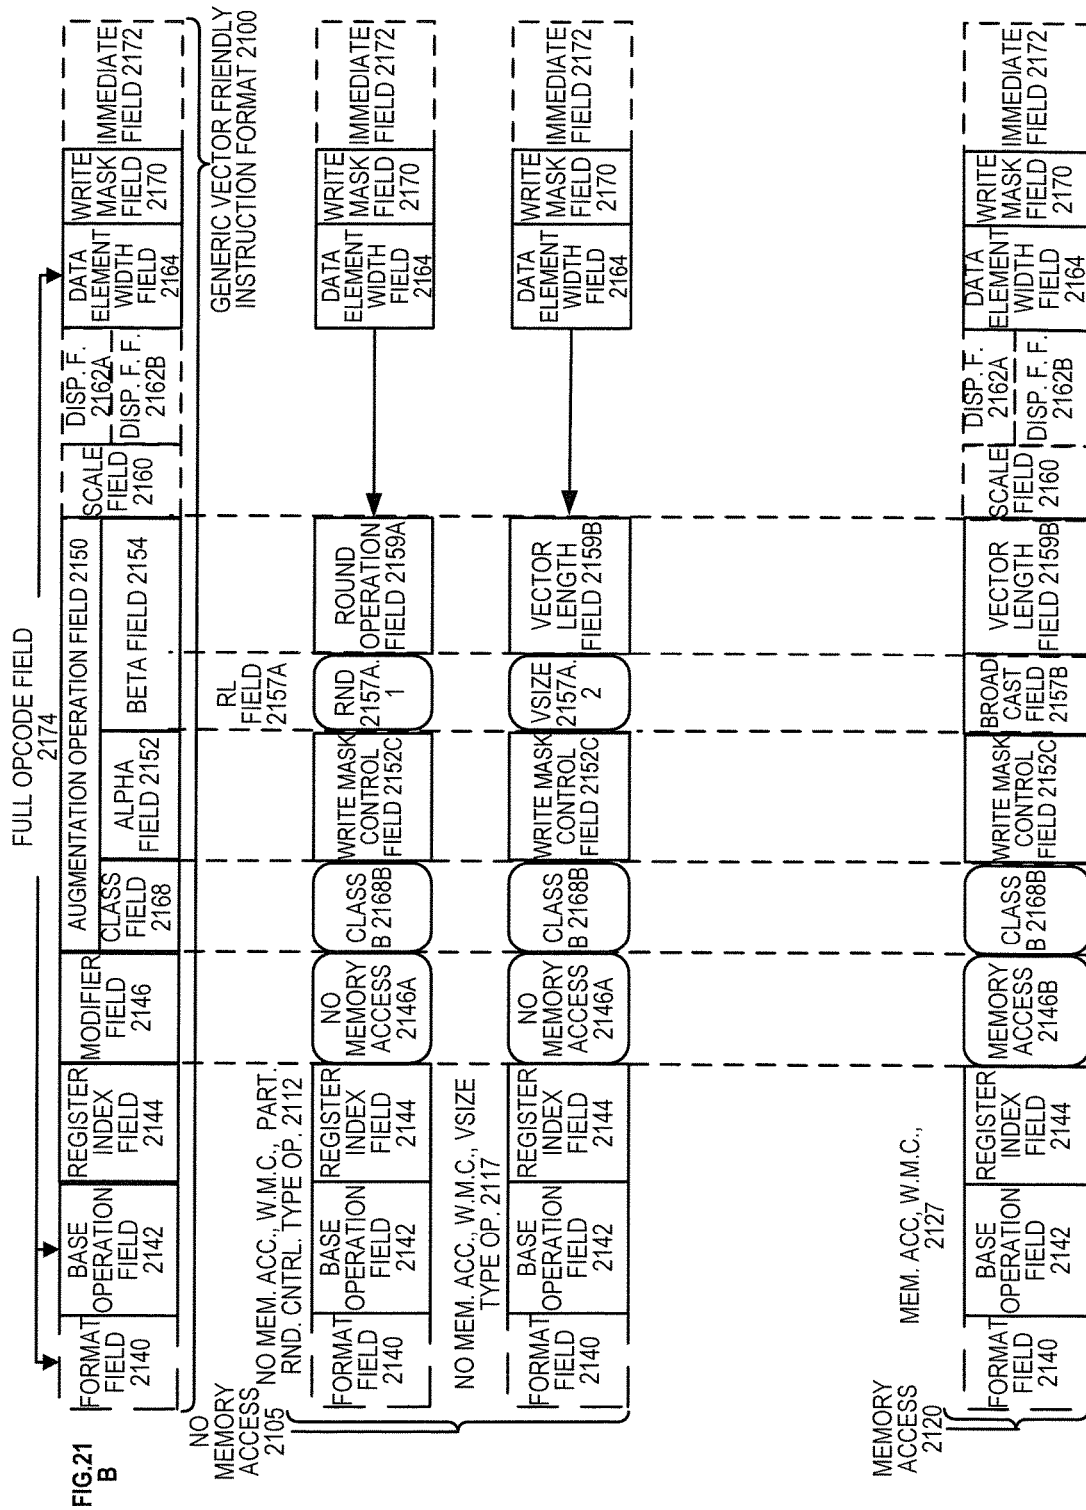 FIG.21
B
FULL OPCODE FIELD
2174
FORMAT
FIELD
2140
BASE
OPERATION
FIELD
2142
REGISTER
INDEX
FIELD
2144
MODIFIER
FIELD
2146
AUGMENTATION OPERATION FIELD 2150
CLASS
FIELD
2168
ALPHA
FIELD 2152
BETA FIELD 2154
SCALE
FIELD
2160
DISP. F.
2162A
DISP. F. F.
2162B
DATA
ELEMENT
WIDTH
FIELD
2164
WRITE
MASK
FIELD
2170
IMMEDIATE
FIELD 2172
GENERIC VECTOR FRIENDLY
INSTRUCTION FORMAT 2100
NO
MEMORY
ACCESS
2105
NO MEM. ACC., W.M.C., PART.
RND. CNTRL. TYPE OP. 2112
RL
FIELD
2157A
FORMAT
FIELD
2140
BASE
OPERATION
FIELD
2142
REGISTER
INDEX
FIELD
2144
NO
MEMORY
ACCESS
2146A
CLASS
B 2168B
WRITE MASK
CONTROL
FIELD 2152C
RND
2157A.
1
ROUND
OPERATION
FIELD 2159A
DATA
ELEMENT
WIDTH
FIELD
2164
WRITE
MASK
FIELD
2170
IMMEDIATE
FIELD 2172
NO MEM. ACC., W.M.C., VSIZE
TYPE OP. 2117
FORMAT
FIELD
2140
BASE
OPERATION
FIELD
2142
REGISTER
INDEX
FIELD
2144
NO
MEMORY
ACCESS
2146A
CLASS
B 2168B
WRITE MASK
CONTROL
FIELD 2152C
VSIZE
2157A.
2
VECTOR
LENGTH
FIELD 2159B
DATA
ELEMENT
WIDTH
FIELD
2164
WRITE
MASK
FIELD
2170
IMMEDIATE
FIELD 2172
MEMORY
ACCESS
2120
MEM. ACC, W.M.C.,
2127
FORMAT
FIELD
2140
BASE
OPERATION
FIELD
2142
REGISTER
INDEX
FIELD
2144
MEMORY
ACCESS
2146B
CLASS
B 2168B
WRITE MASK
CONTROL
FIELD 2152C
BROAD
CAST
FIELD
2157B
VECTOR
LENGTH
FIELD 2159B
SCALE
FIELD
2160
DISP. F.
2162A
DISP. F. F.
2162B
DATA
ELEMENT
WIDTH
FIELD
2164
WRITE
MASK
FIELD
2170
IMMEDIATE
FIELD 2172